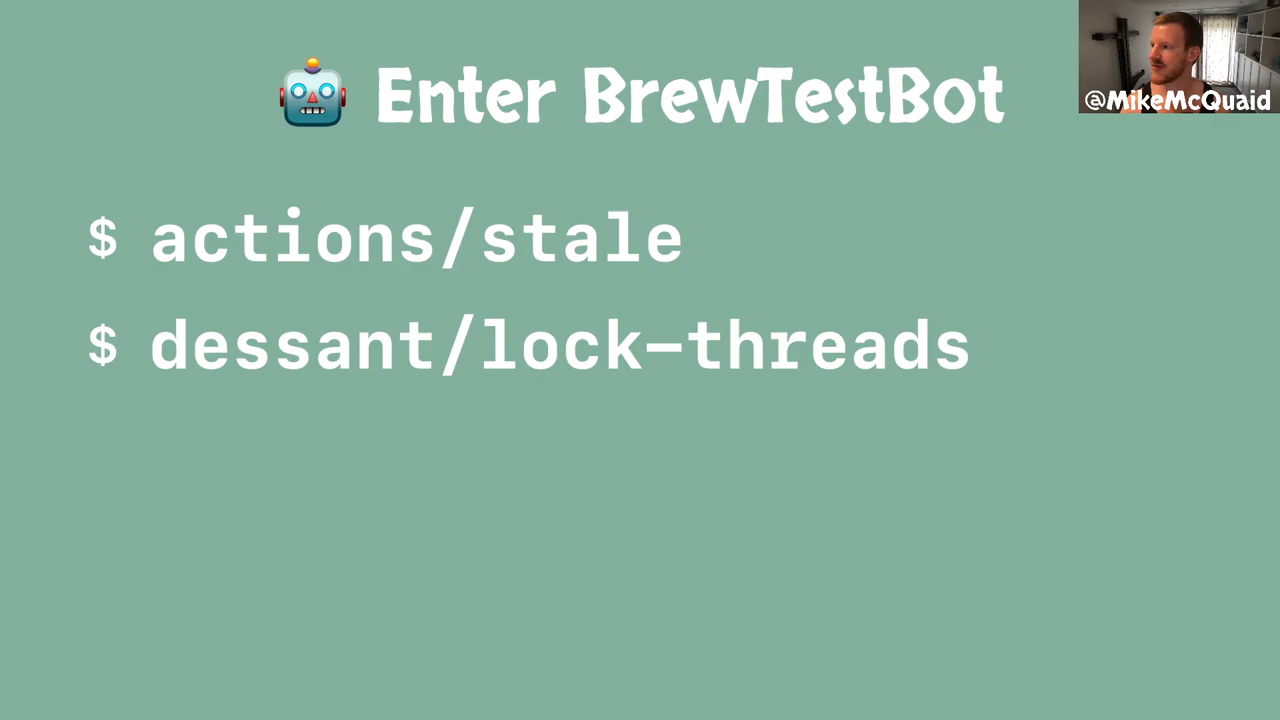 🤖 Enter BrewTestBot
@MikeMcQuaid
$ actions/stale
$ dessant/lock-threads